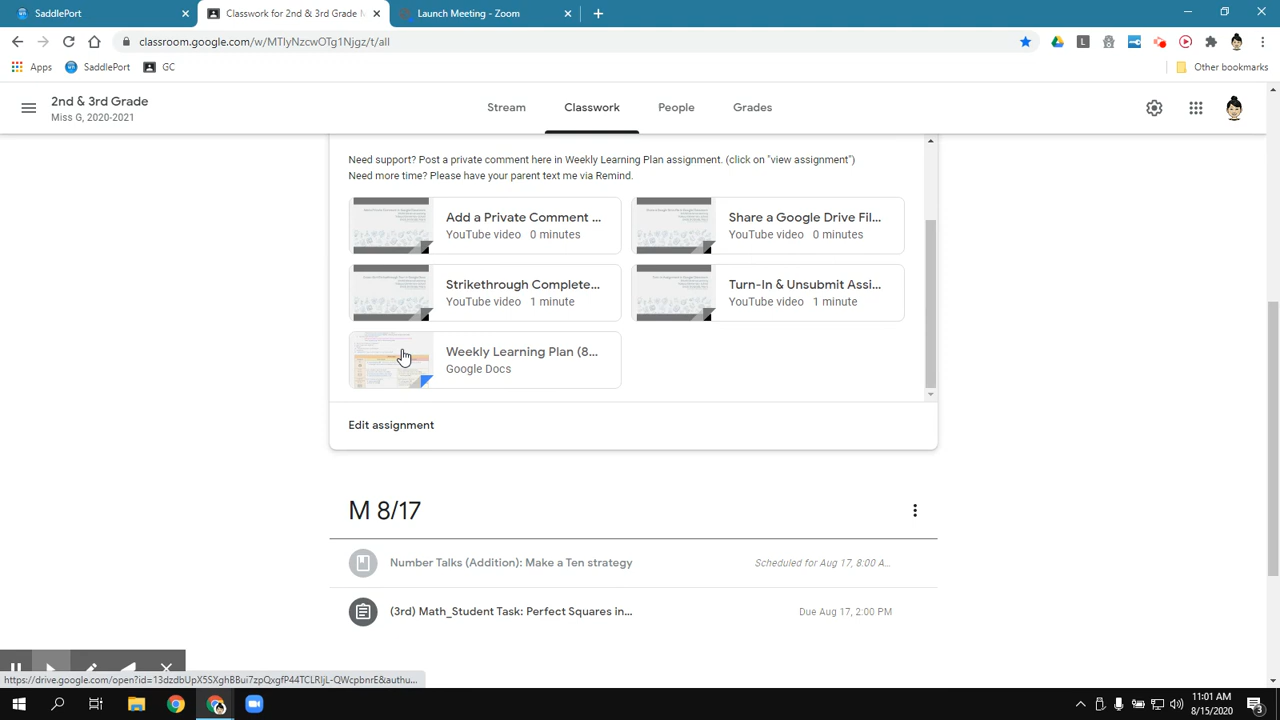 SaddlePort
Classwork for 2nd & 3rd Grade
Launch Meeting - Zoom
classroom.google.com/w/MTIyNzcwOTg1Njgz/t/all
L
Apps
SaddlePort
GC
Other bookmarks
2nd & 3rd Grade
Miss G, 2020-2021
Stream
Classwork
People
Grades
Need support? Post a private comment here in Weekly Learning Plan assignment. (click on "view assignment")
Need more time? Please have your parent text me via Remind.
Add a Private Comment ...
YouTube video 0 minutes
Share a Google Drive Fil...
YouTube video 0 minutes
Strikethrough Complete...
YouTube video 1 minute
Turn-In & Unsubmit Assi...
YouTube video 1 minute
Weekly Learning Plan (8...
Google Docs
Edit assignment
M 8/17
Number Talks (Addition): Make a Ten strategy
Scheduled for Aug 17, 8:00 A...
(3rd) Math_Student Task: Perfect Squares in...
Due Aug 17, 2:00 PM
https://drive.google.com/open?id=13dzdbUpX5SXghBBui7zpQxgfP44TCLRljL-QWcpbnrE&authu...
11:01 AM
8/15/2020
3